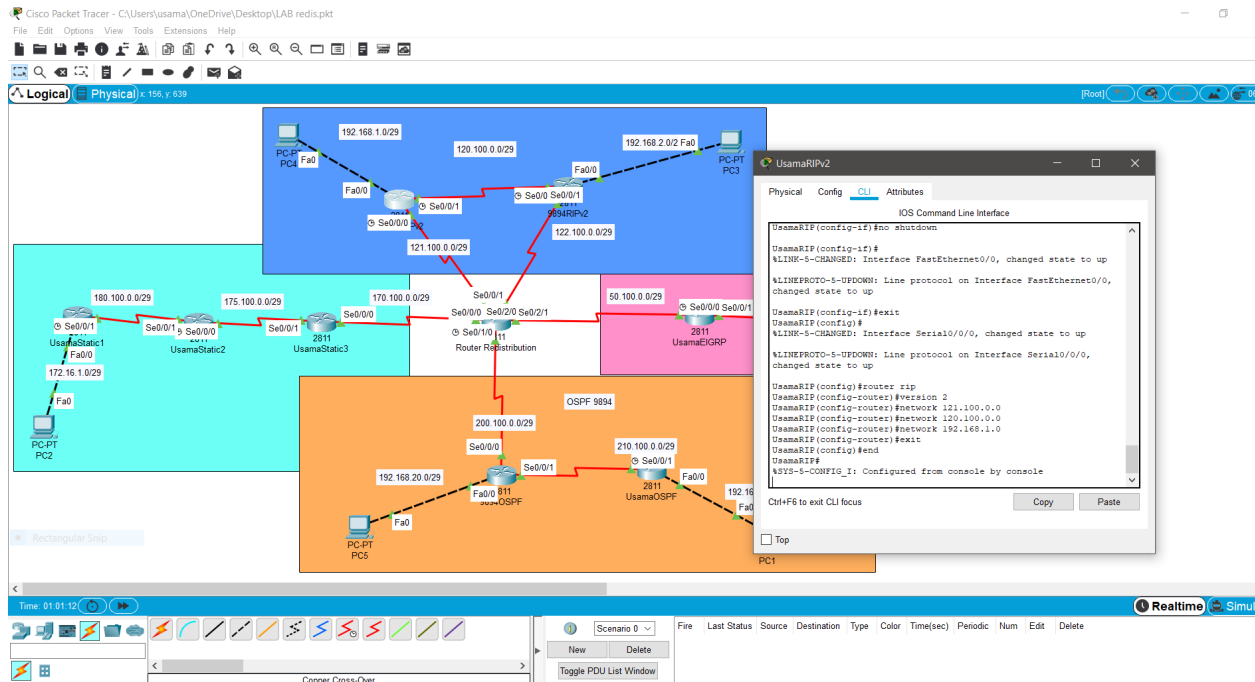 Cisco Packet Tracer - C:\Users\usama\OneDrive\Desktop\LAB redis.pkt
File Edit Options View Tools Extensions Help
Logical Physical x: 156, y: 639
[Root]
192.168.1.0/29
PC4
Fa0
Fa0/0
120.100.0.0/29
192.168.2.0/2 Fa0
PC-PT
PC3
Fa0/0
Se0/0/1
Se0/0 Se0/0/1
9894RIPv2
Se0/0/0
121.100.0.0/29
122.100.0.0/29
180.100.0.0/29
175.100.0.0/29
170.100.0.0/29
Se0/0/1
UsamaStatic1
Fa0/0
Se0/0/1
Se0/0/0
UsamaStatic2
Se0/0/1
Se0/0/0
2811
UsamaStatic3
172.16.1.0/29
Fa0
PC-PT
PC2
Se0/0/1
Se0/0/0 Se0/2/0 Se0/2/1
Se0/1/0
Router Redistribution
50.100.0.0/29
Se0/0/0 Se0/0/1
2811
UsamaEIGRP
OSPF 9894
200.100.0.0/29
Se0/0/0
Se0/0/1
Fa0/0
210.100.0.0/29
Se0/0/1
2811
UsamaOSPF
Fa0/0
192.168.20.0/29
Fa0
PC-PT
PC5
PC1
UsamaRIPv2
Physical Config CLI Attributes
IOS Command Line Interface
UsamaRIP(config-if)#no shutdown
UsamaRIP(config-if)#
%LINK-5-CHANGED: Interface FastEthernet0/0, changed state to up
%LINEPROTO-5-UPDOWN: Line protocol on Interface FastEthernet0/0,
changed state to up
UsamaRIP(config-if)#exit
UsamaRIP(config)#
%LINK-5-CHANGED: Interface Serial0/0/0, changed state to up
%LINEPROTO-5-UPDOWN: Line protocol on Interface Serial0/0/0,
changed state to up
UsamaRIP(config)#router rip
UsamaRIP(config-router)#version 2
UsamaRIP(config-router)#network 121.100.0.0
UsamaRIP(config-router)#network 120.100.0.0
UsamaRIP(config-router)#network 192.168.1.0
UsamaRIP(config-router)#exit
UsamaRIP(config)#end
UsamaRIP#
%SYS-5-CONFIG_I: Configured from console by console
Ctrl+F6 to exit CLI focus
Copy Paste
Top
Rectangular Snip
Time: 01:01:12
Realtime
Scenario 0
New Delete
Toggle PDU List Window
Fire Last Status Source Destination Type Color Time(sec) Periodic Num Edit Delete
Copper Cross-Over